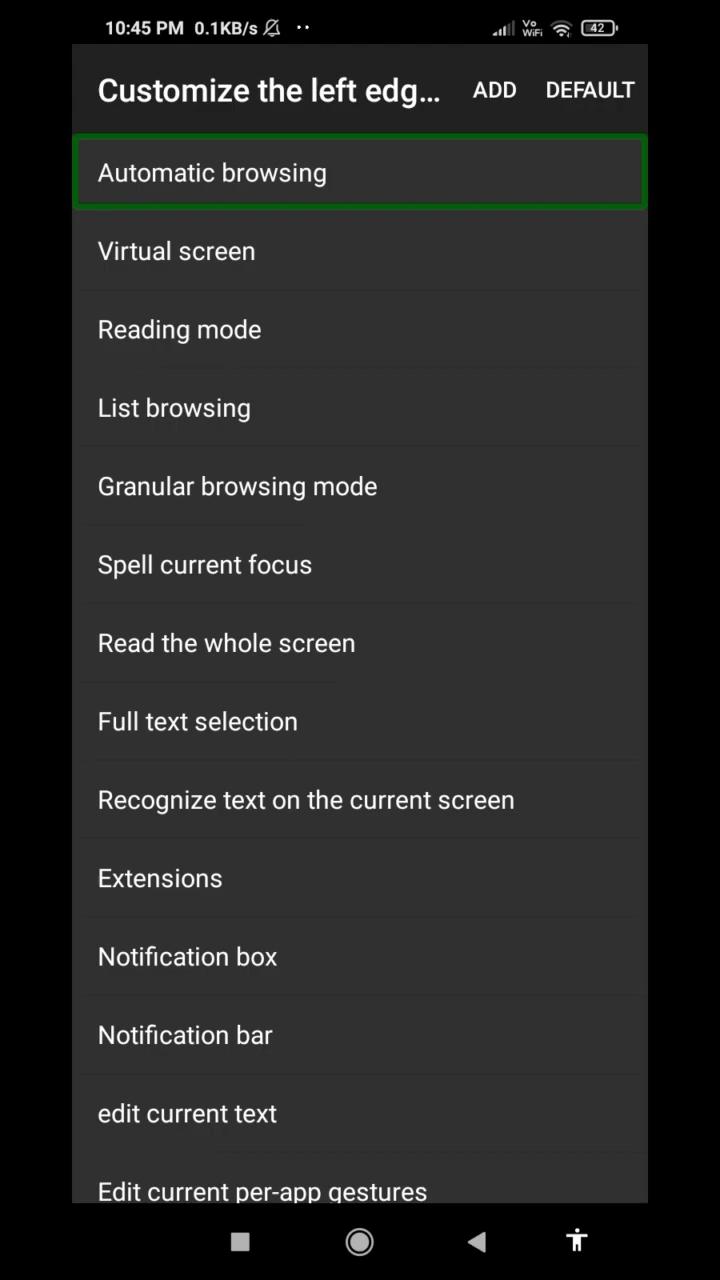 10:45 PM 0.1KB/s Vo WiFi 42
Customize the left edg... ADD DEFAULT
Automatic browsing
Virtual screen
Reading mode
List browsing
Granular browsing mode
Spell current focus
Read the whole screen
Full text selection
Recognize text on the current screen
Extensions
Notification box
Notification bar
edit current text
Edit current per-app gestures